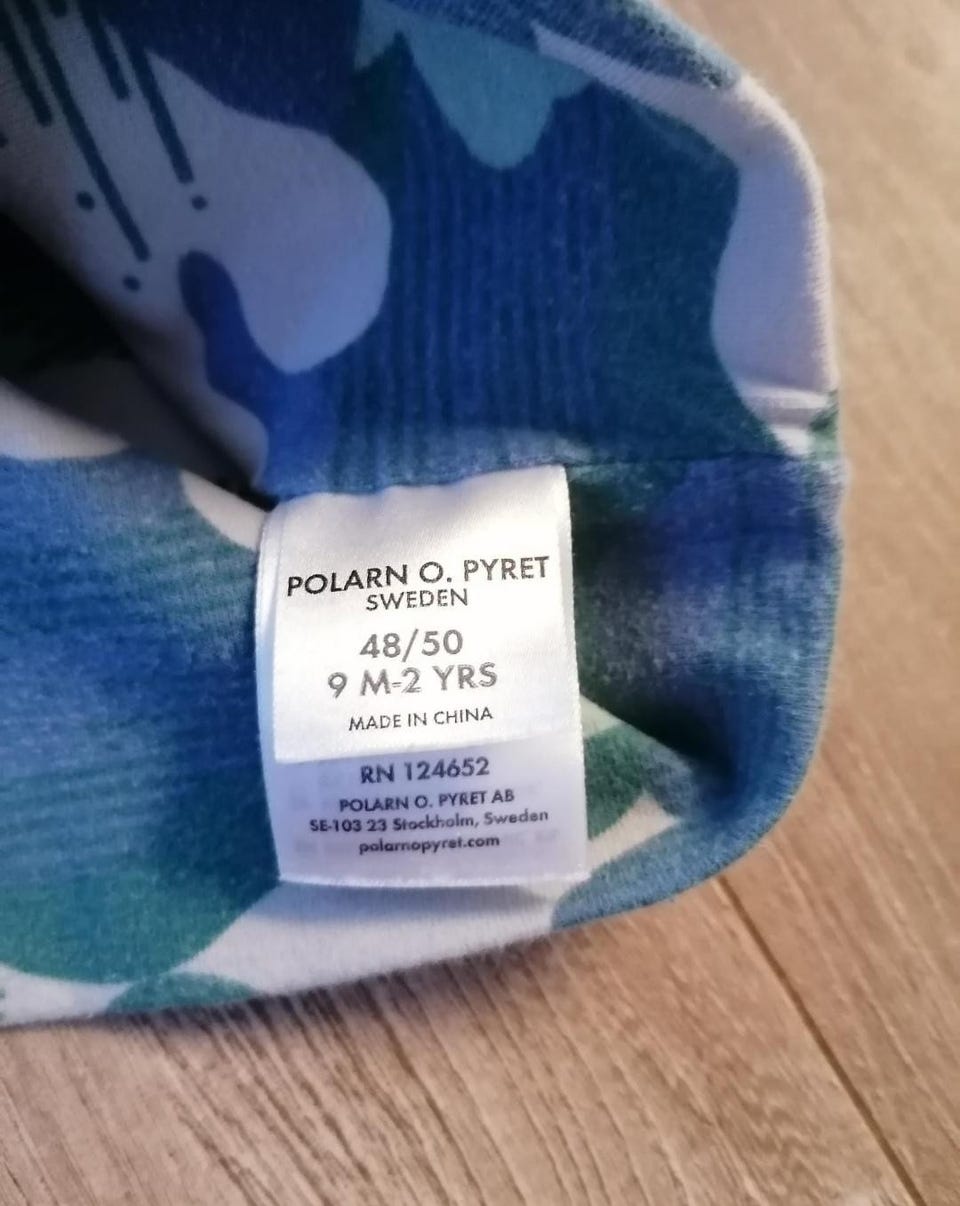 POLARN O. PYRET
SWEDEN
48/50
9 M-2 YRS
MADE IN CHINA
RN 124652
POLARN O. PYRET AB
SE-103 23 Stockholm, Sweden
polarnopyret.com